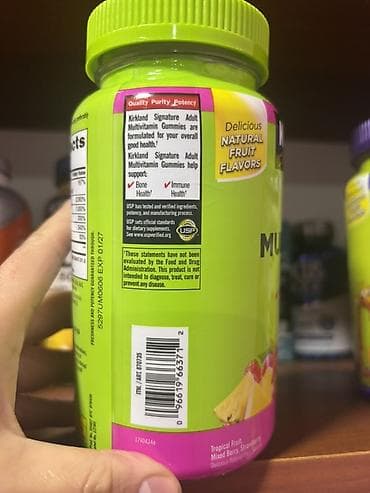 Quality Purity Potency
Kirkland Signature Adult
Multivitamin Gummies are
formulated for your overall
good health.†
Kirkland Signature Adult
Multivitamin Gummies help
support:
✓ Bone Health†
✓ Immune Health†
USP has tested and verified ingredients,
potency, and manufacturing process.
USP sets official standards
for dietary supplements.
See www.uspverified.org
USP
†These statements have not been
evaluated by the Food and Drug
Administration. This product is not
intended to diagnose, treat, cure or
prevent any disease.
Delicious
NATURAL
FRUIT
FLAVORS
MU
cts
FRESHNESS AND POTENCY GUARANTEED THROUGH:
5297UM0606 EXP 01/27
ITM./ART. 870735
0 96619 66371 2
Tropical Fruit,
Mixed Berry, Strawberry